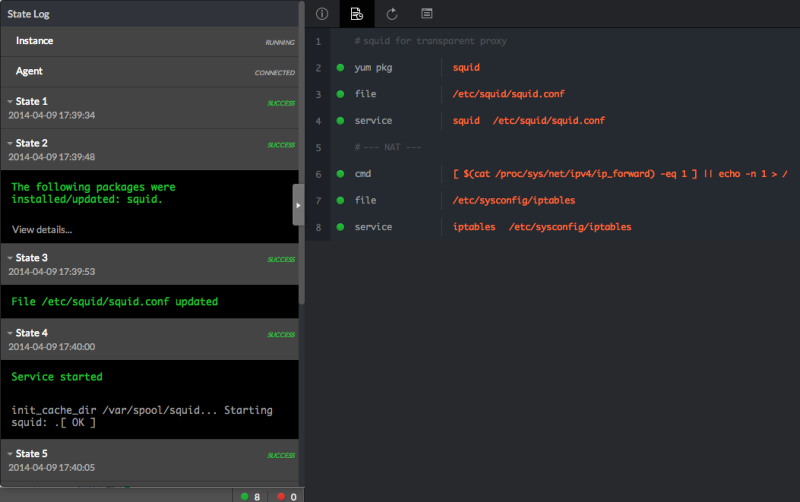 State Log
Instance RUNNING
Agent CONNECTED
State 1 SUCCESS
2014-04-09 17:39:34
State 2 SUCCESS
2014-04-09 17:39:48
The following packages were
installed/updated: squid.
View details...
State 3 SUCCESS
2014-04-09 17:39:53
File /etc/squid/squid.conf updated
State 4 SUCCESS
2014-04-09 17:40:00
Service started
init_cache_dir /var/spool/squid... Starting
squid: .[ OK ]
State 5 SUCCESS
2014-04-09 17:40:05
8 0
1 # squid for transparent proxy
2 yum pkg squid
3 file /etc/squid/squid.conf
4 service squid /etc/squid/squid.conf
5 # --- NAT ---
6 cmd [ $(cat /proc/sys/net/ipv4/ip_forward) -eq 1 ] || echo -n 1 > /
7 file /etc/sysconfig/iptables
8 service iptables /etc/sysconfig/iptables